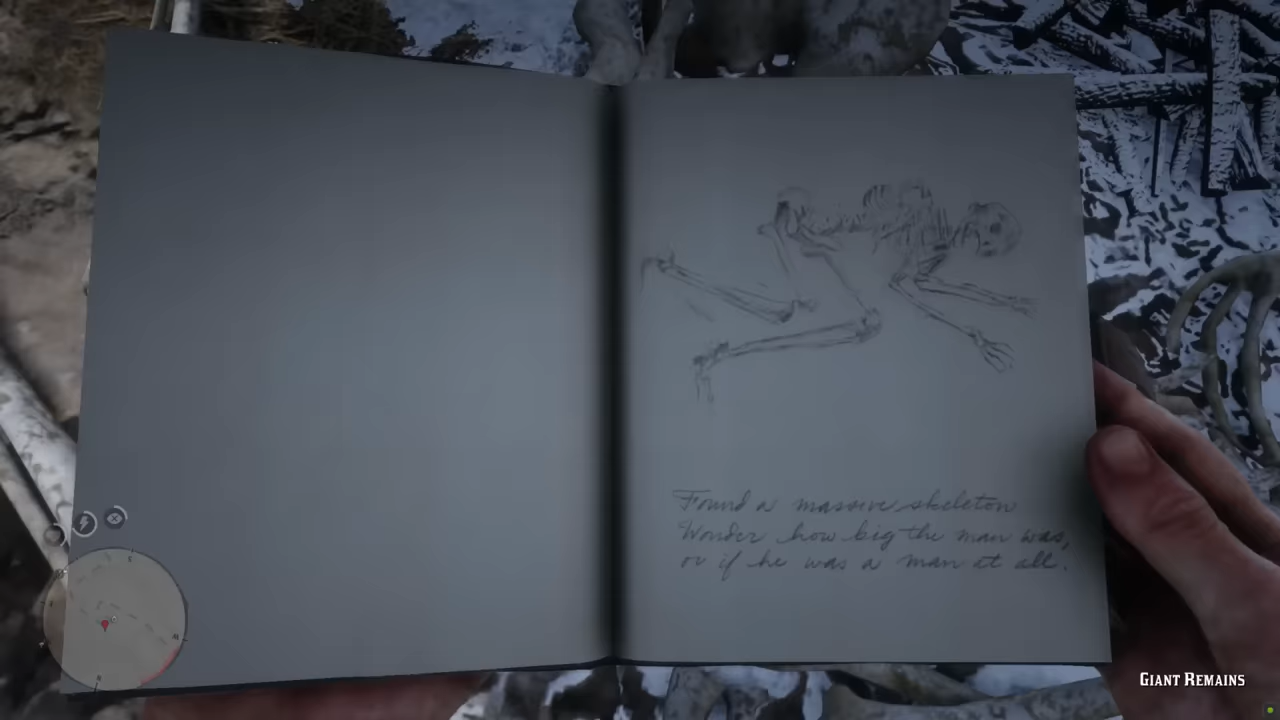 Found a massive skeleton
Wonder how big the man was,
or if he was a man at all.
GIANT REMAINS